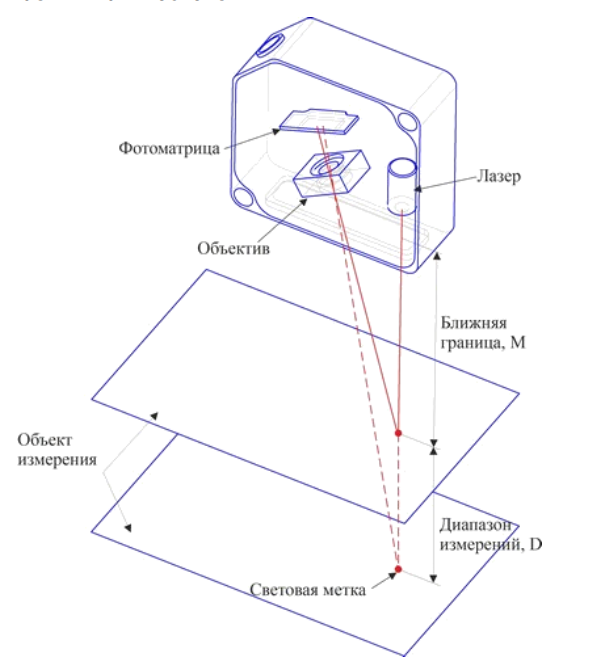 Фотоматрица
Лазер
Объектив
Ближняя
граница, M
Объект
измерения
Диапазон
измерений, D
Световая метка